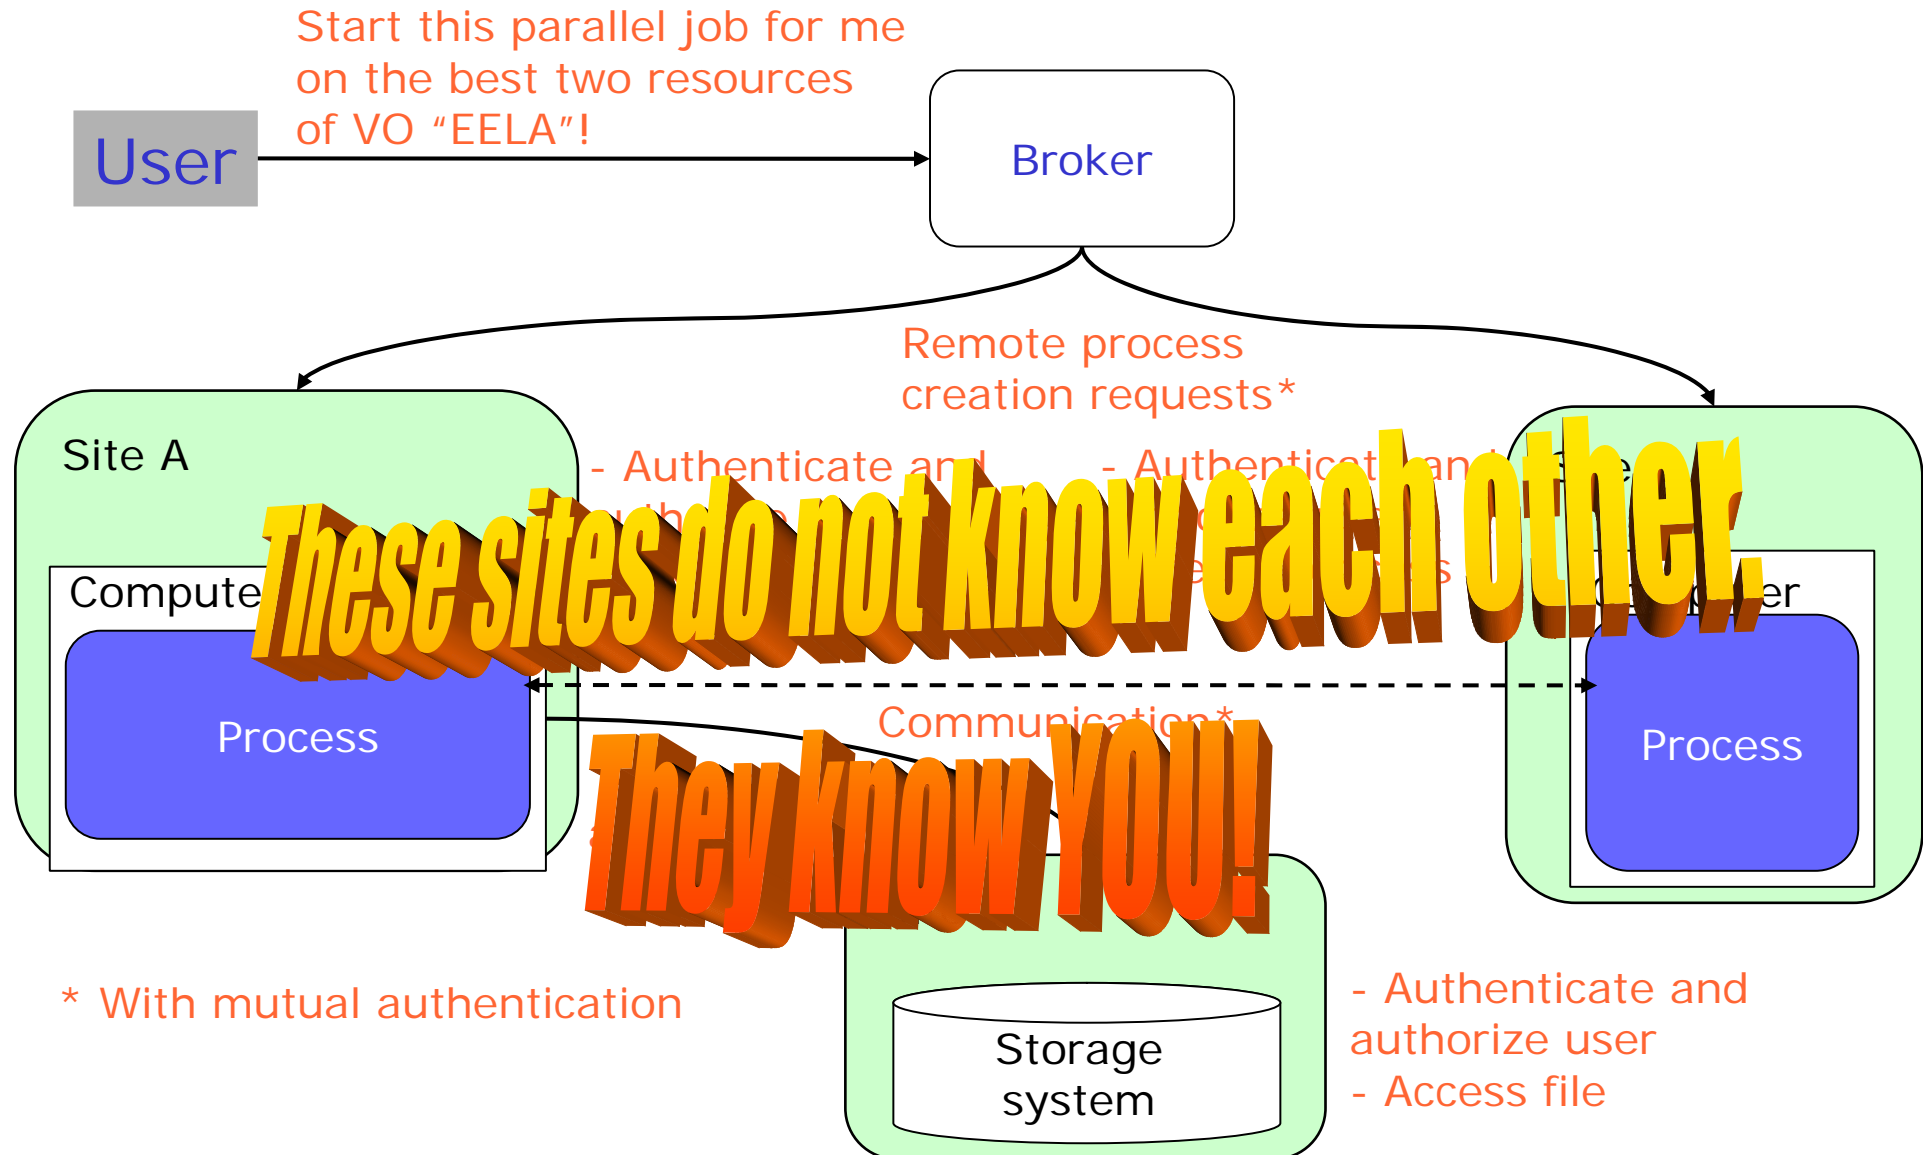 Start this parallel job for me
on the best two resources
of VO “EELA”!
User
Broker
Remote process
creation requests*
Site A
- Authenticate and
- Authenticate and
These sites do not know each other.
Process
Communication*
Process
They know YOU!
* With mutual authentication
Storage
system
- Authenticate and
authorize user
- Access file